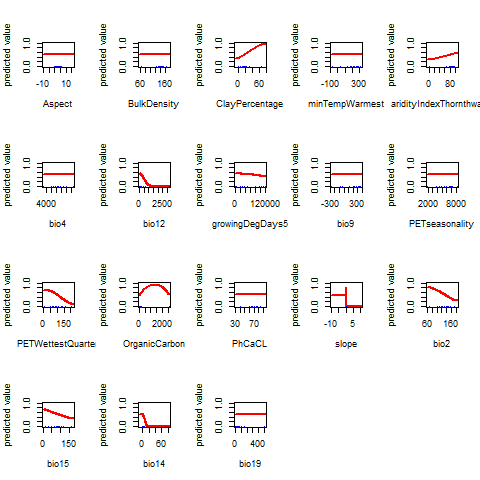 predicted value 0.0 1.0 -10 10 Aspect
predicted value 0.0 1.0 60 160 BulkDensity
predicted value 0.0 1.0 0 60 ClayPercentage
predicted value 0.0 1.0 -100 300 minTempWarmest
predicted value 0.0 1.0 0 80 aridityIndexThornthwa
predicted value 0.0 1.0 4000 bio4
predicted value 0.0 1.0 0 2500 bio12
predicted value 0.0 1.0 0 120000 growingDegDays5
predicted value 0.0 1.0 -300 300 bio9
predicted value 0.0 1.0 2000 8000 PETseasonality
predicted value 0.0 1.0 0 150 PETWettestQuarte
predicted value 0.0 1.0 0 2000 OrganicCarbon
predicted value 0.0 1.0 30 70 PhCaCL
predicted value 0.0 1.0 -10 5 slope
predicted value 0.0 1.0 60 160 bio2
predicted value 0.0 1.0 0 150 bio15
predicted value 0.0 1.0 0 60 bio14
predicted value 0.0 1.0 0 400 bio19